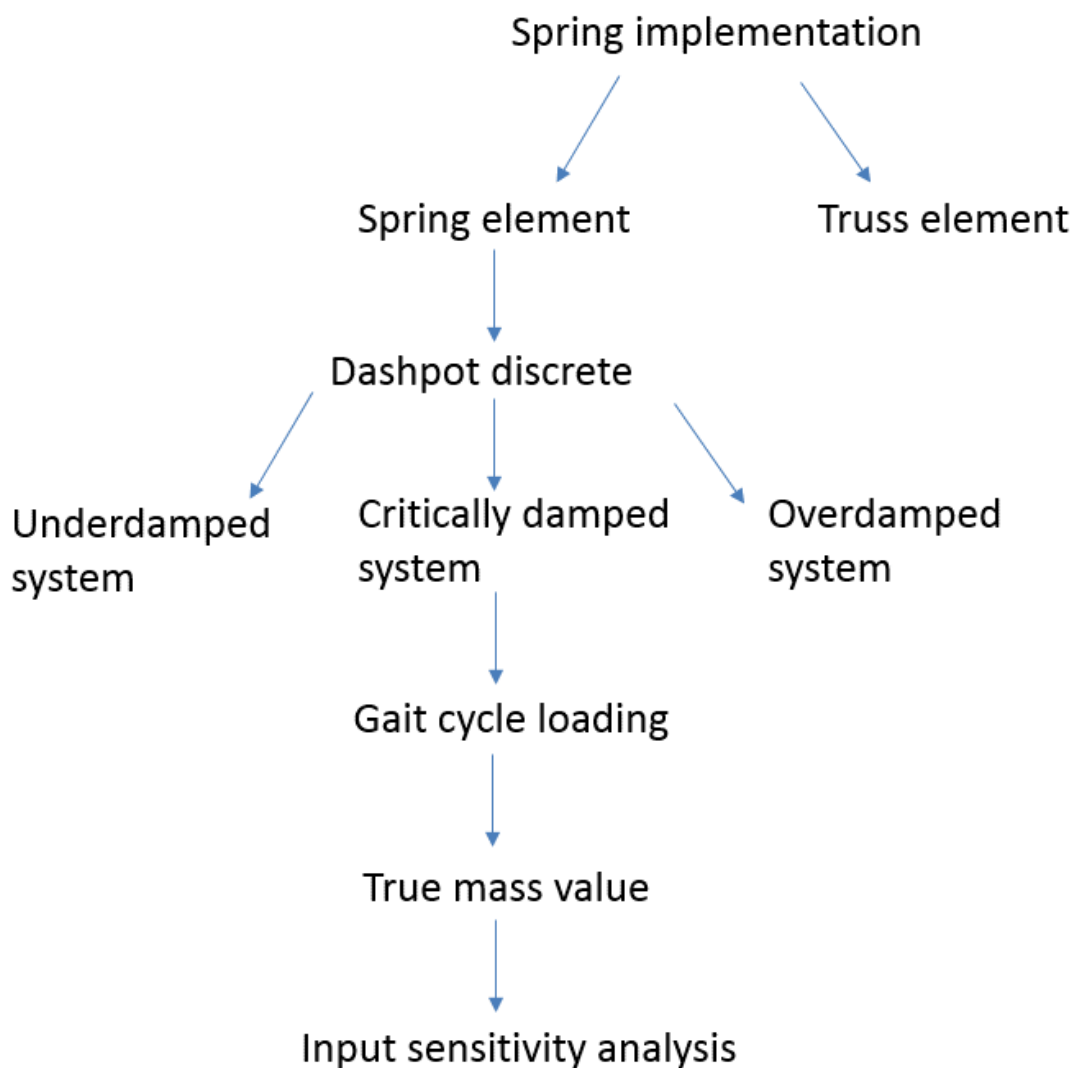 Spring implementation
Spring element
Truss element
Dashpot discrete
Underdamped
system
Critically damped
system
Overdamped
system
Gait cycle loading
True mass value
Input sensitivity analysis